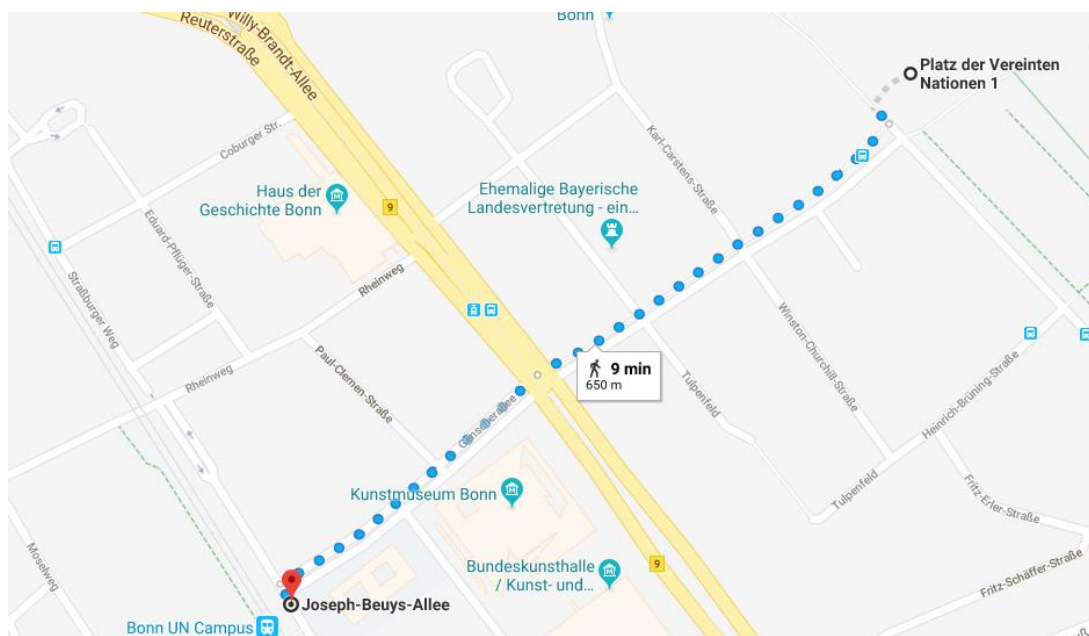 Bonn
Willy-Brandt-Allee
Reuterstraße
Platz der Vereinten
Nationen 1
Coburger Str.
Karl-Carstens-Straße
Haus der
Geschichte Bonn
9
Ehemalige Bayerische
Landesvertretung - ein...
Eduard-Pflüger-Straße
Straßburger Weg
Rheinweg
Winston-Churchill-Straße
Rheinweg
Paul-Clemen-Straße
9 min
650 m
Tulpenfeld
Heinrich-Brüning-Straße
Genscherallee
Kunstmuseum Bonn
Tulpenfeld
Fritz-Erler-Straße
Moselweg
Bundeskunsthalle
/ Kunst- und...
9
Fritz-Schäffer-Straße
Joseph-Beuys-Allee
Bonn UN Campus